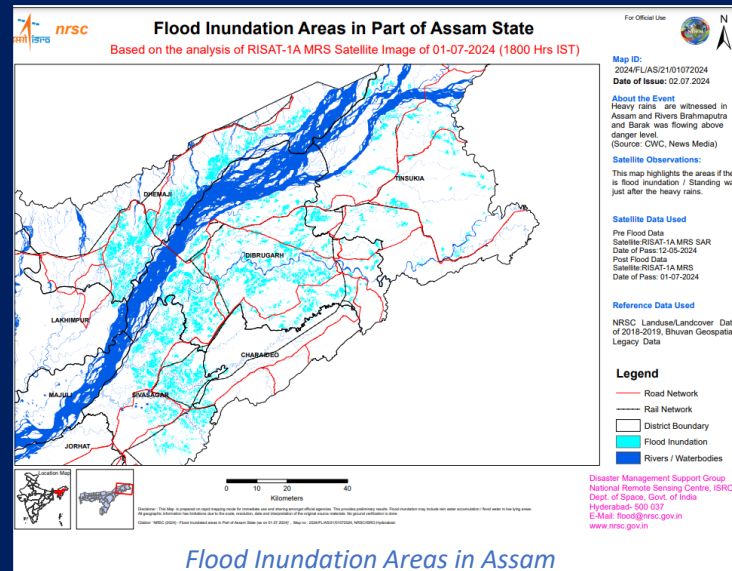 इसरो isro
nrsc
Flood Inundation Areas in Part of Assam State
Based on the analysis of RISAT-1A MRS Satellite Image of 01-07-2024 (1800 Hrs IST)
For Official Use
N
Map ID:
2024/FL/AS/21/01072024
Date of Issue: 02.07.2024
About the Event
Heavy rains are witnessed in
Assam and Rivers Brahmaputra
and Barak was flowing above
danger level.
(Source: CWC, News Media)
Satellite Observations:
This map highlights the areas if the
is flood inundation / Standing wa
just after the heavy rains.
Satellite Data Used
Pre Flood Data
Satellite:RISAT-1A MRS SAR
Date of Pass:12-05-2024
Post Flood Data
Satellite:RISAT-1A MRS
Date of Pass: 01-07-2024
Reference Data Used
NRSC Landuse/Landcover Dat
of 2018-2019, Bhuvan Geospatia
Legacy Data
Legend
Road Network
Rail Network
District Boundary
Flood Inundation
Rivers / Waterbodies
Disaster Management Support Group
National Remote Sensing Centre, ISRO
Dept. of Space, Govt. of India
Hyderabad- 500 037
E-Mail: flood@nrsc.gov.in
www.nrsc.gov.in
DHEMAJI
TINSUKIA
DIBRUGARH
LAKHIMPUR
CHARAIDEO
MAJULI
SIVASAGAR
JORHAT
Location Map
0 10 20 40
Kilometers
Flood Inundation Areas in Assam